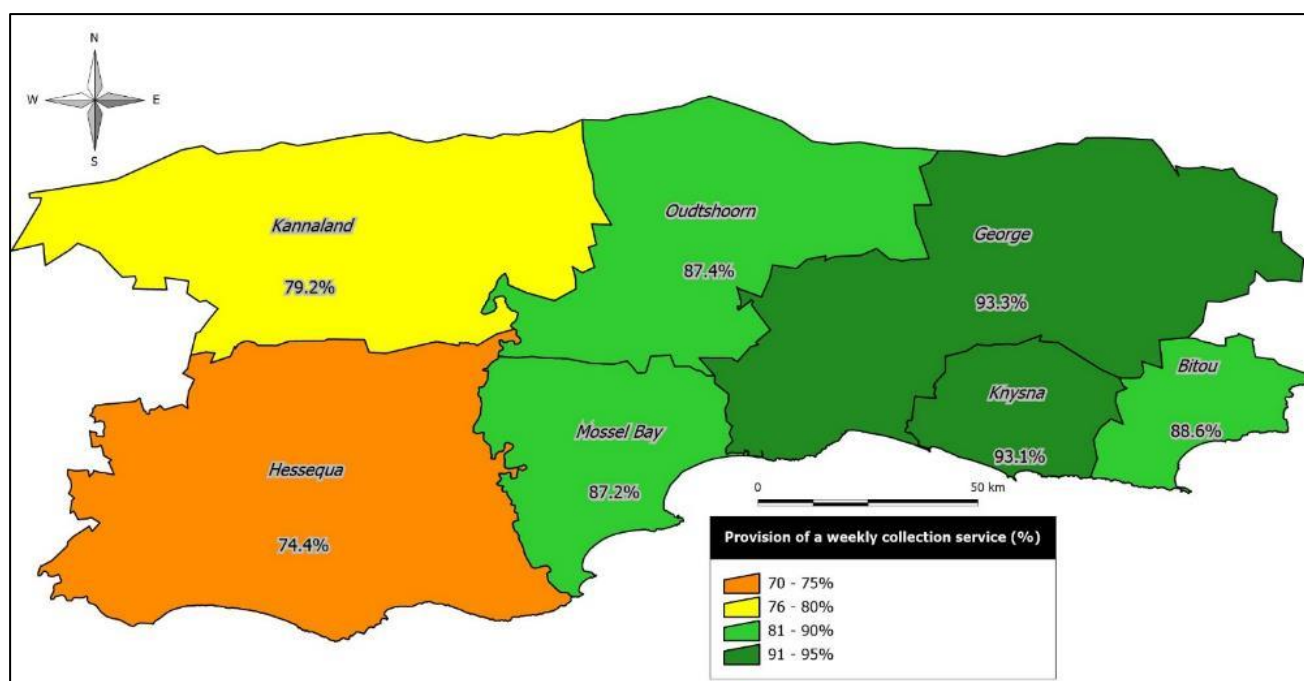 N
W E
S
Kannaland
79.2%
Oudtshoorn
87.4%
George
93.3%
Knysna
93.1%
Bitou
88.6%
Mossel Bay
87.2%
Hessequa
74.4%
0 50 km
Provision of a weekly collection service (%)
70 - 75%
76 - 80%
81 - 90%
91 - 95%